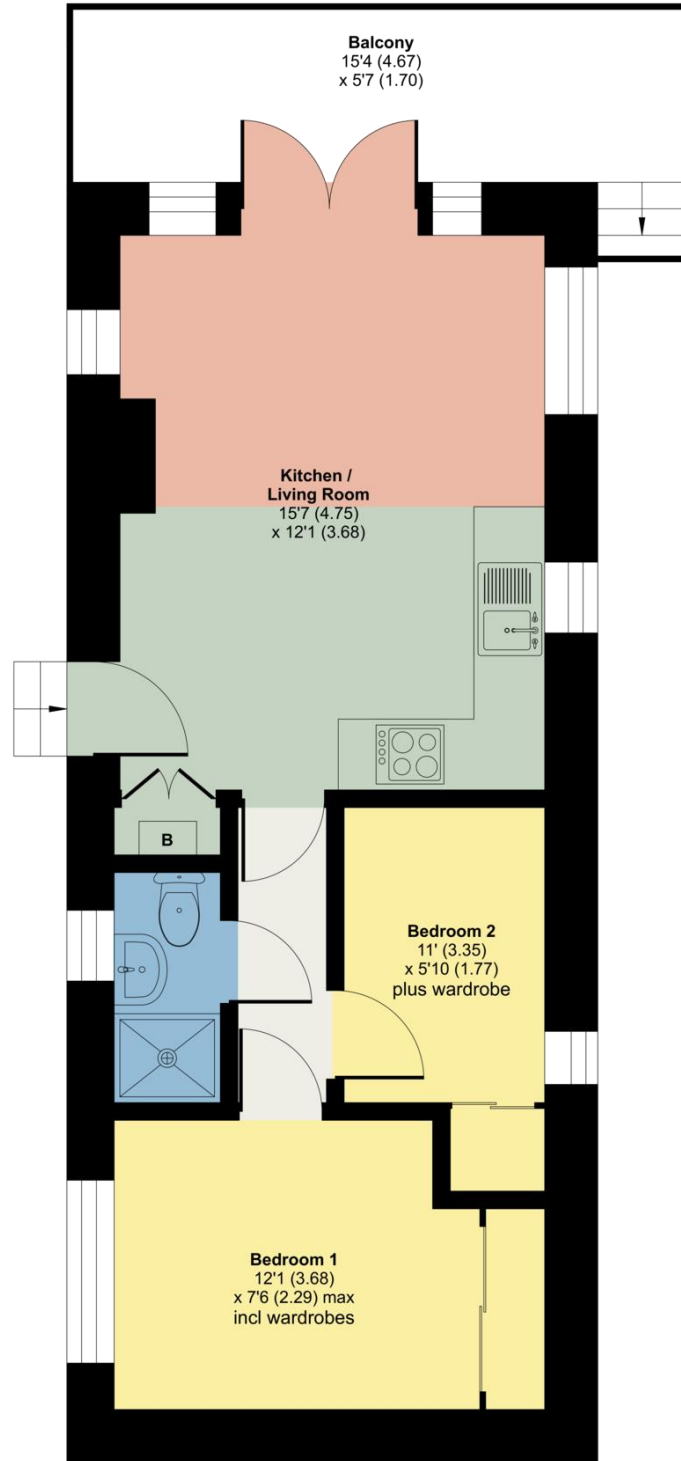 Balcony
15'4 (4.67)
x 5'7 (1.70)
Kitchen /
Living Room
15'7 (4.75)
x 12'1 (3.68)
B
Bedroom 2
11' (3.35)
x 5'10 (1.77)
plus wardrobe
Bedroom 1
12'1 (3.68)
x 7'6 (2.29) max
incl wardrobes